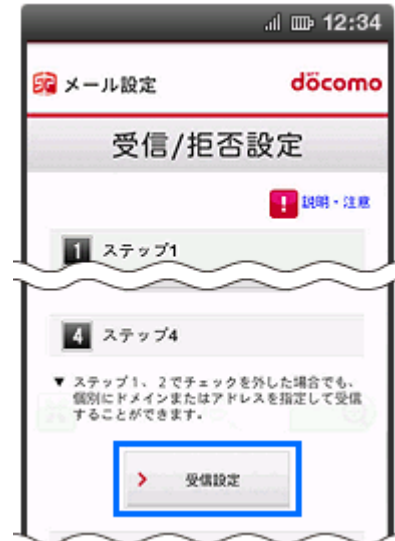 12:34
メール設定
döcomo
受信/拒否設定
! 説明・注意
1 ステップ1
4 ステップ4
▼ ステップ1、2でチェックを外した場合でも、
個別にドメインまたはアドレスを指定して受信
することができます。
受信設定